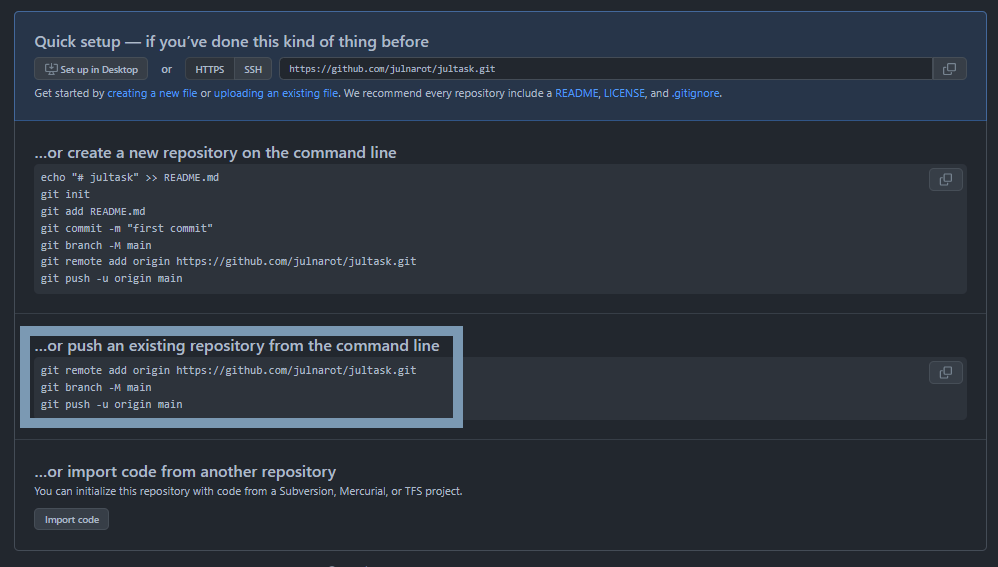 Quick setup — if you've done this kind of thing before
Set up in Desktop or HTTPS SSH https://github.com/julnarot/jultask.git
Get started by creating a new file or uploading an existing file. We recommend every repository include a README, LICENSE, and .gitignore.
...or create a new repository on the command line
echo "# jultask" >> README.md
git init
git add README.md
git commit -m "first commit"
git branch -M main
git remote add origin https://github.com/julnarot/jultask.git
git push -u origin main
...or push an existing repository from the command line
git remote add origin https://github.com/julnarot/jultask.git
git branch -M main
git push -u origin main
...or import code from another repository
You can initialize this repository with code from a Subversion, Mercurial, or TFS project.
Import code